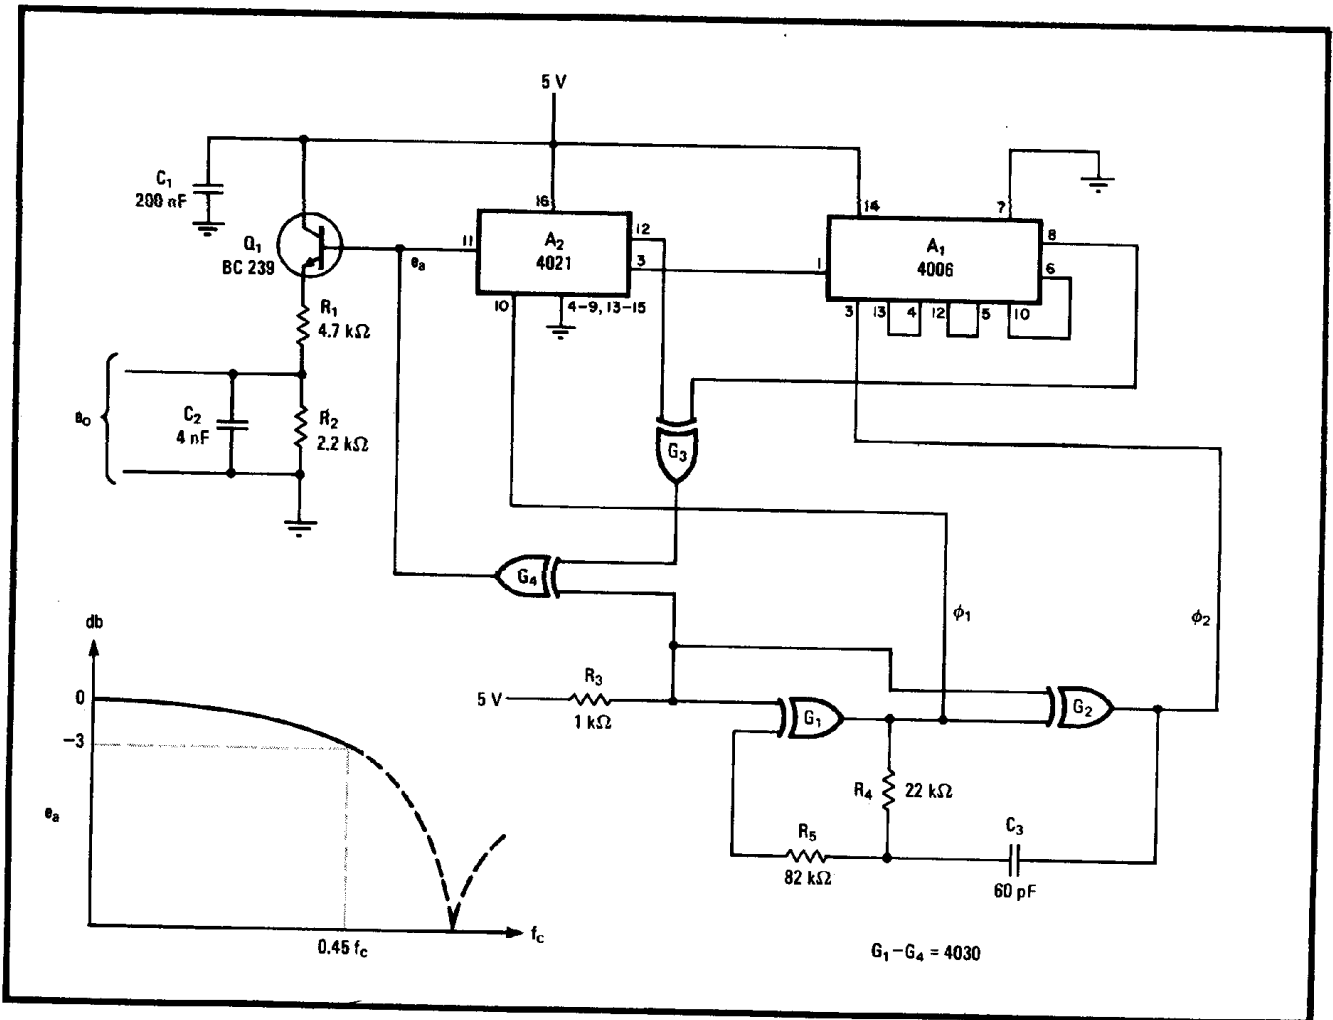 5 V
C1
200 nF
Q1
BC 239
ea
11
16
A2
4021
12
3
10
4-9, 13-15
1
14
7
A1
4006
8
6
3
13
4
12
5
10
R1
4.7 kΩ
eo
C2
4 nF
R2
2.2 kΩ
G3
G4
ϕ1
ϕ2
5 V
R3
1 kΩ
G1
G2
R4
22 kΩ
R5
82 kΩ
C3
60 pF
db
0
-3
ea
0.45 fc
fc
G1-G4 = 4030